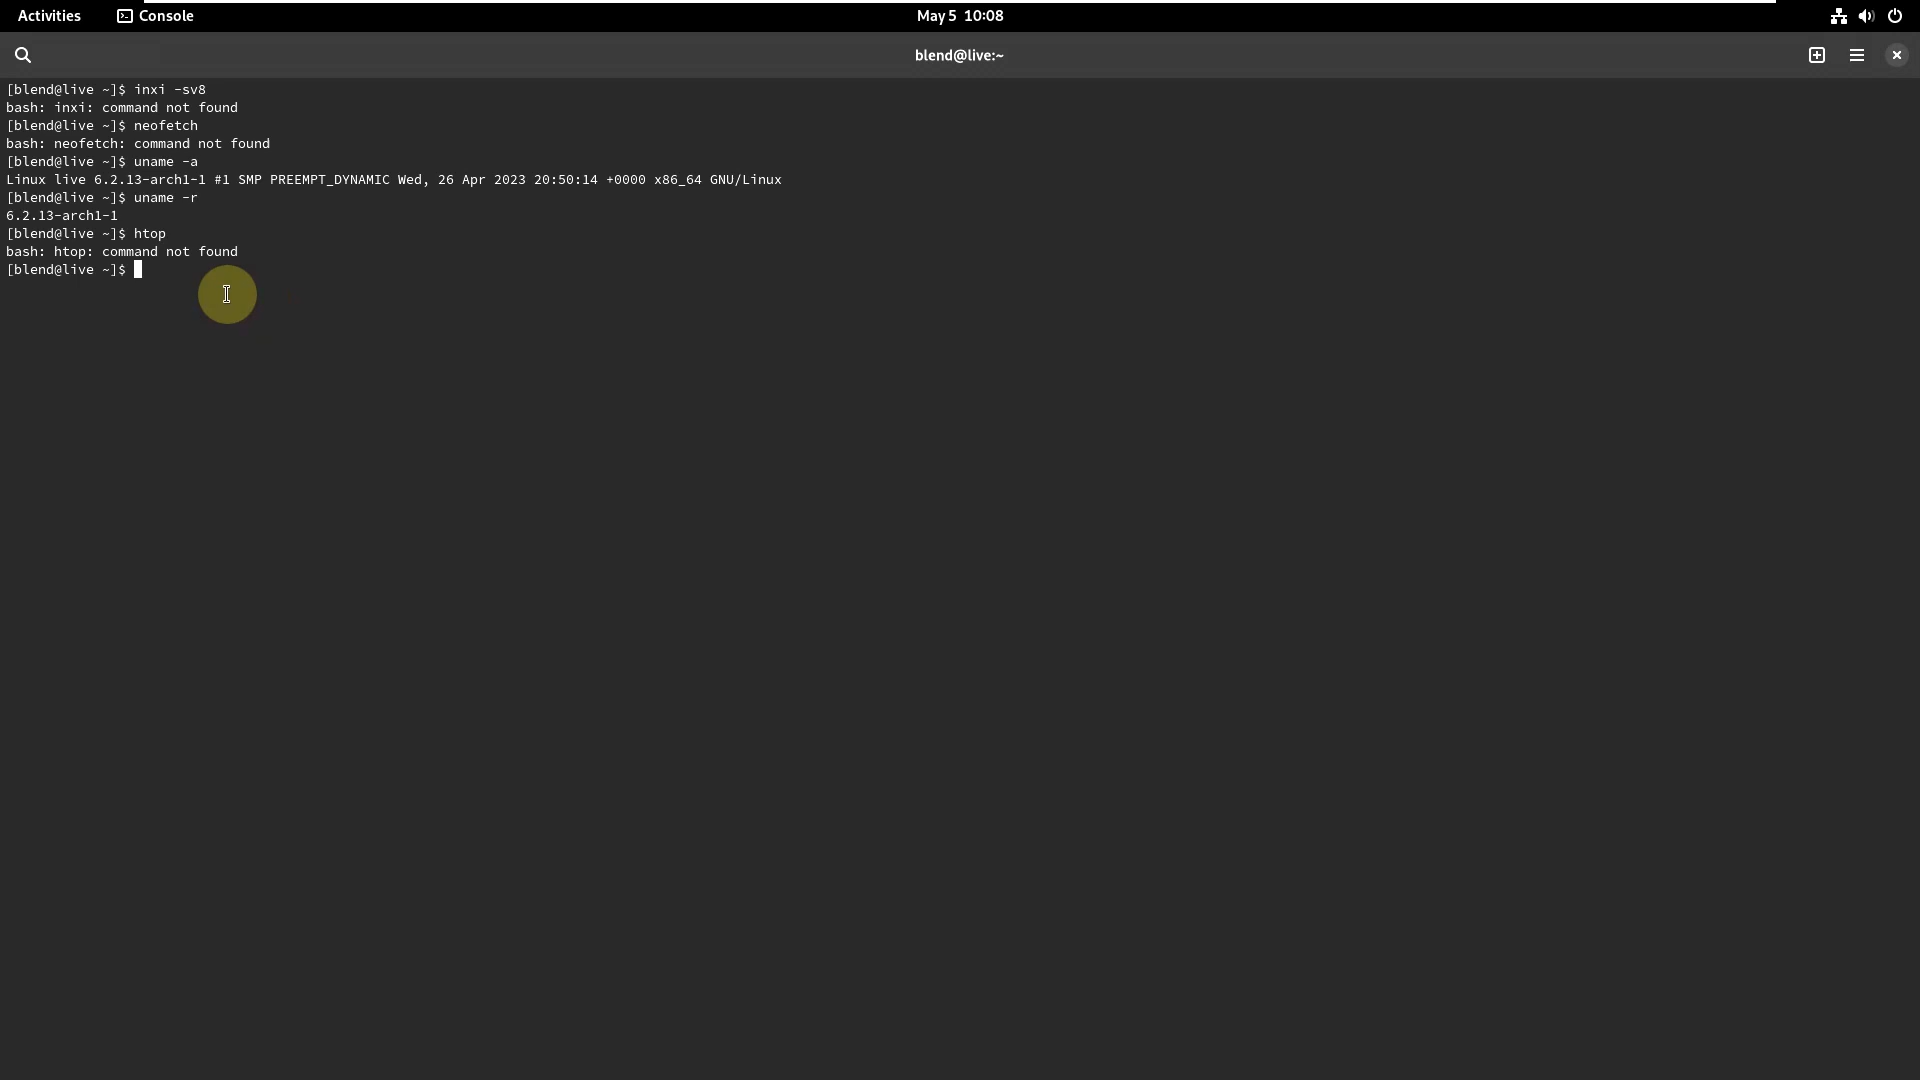 Activities Console May 5 10:08
blend@live:~
[blend@live ~]$ inxi -sv8
bash: inxi: command not found
[blend@live ~]$ neofetch
bash: neofetch: command not found
[blend@live ~]$ uname -a
Linux live 6.2.13-arch1-1 #1 SMP PREEMPT_DYNAMIC Wed, 26 Apr 2023 20:50:14 +0000 x86_64 GNU/Linux
[blend@live ~]$ uname -r
6.2.13-arch1-1
[blend@live ~]$ htop
bash: htop: command not found
[blend@live ~]$